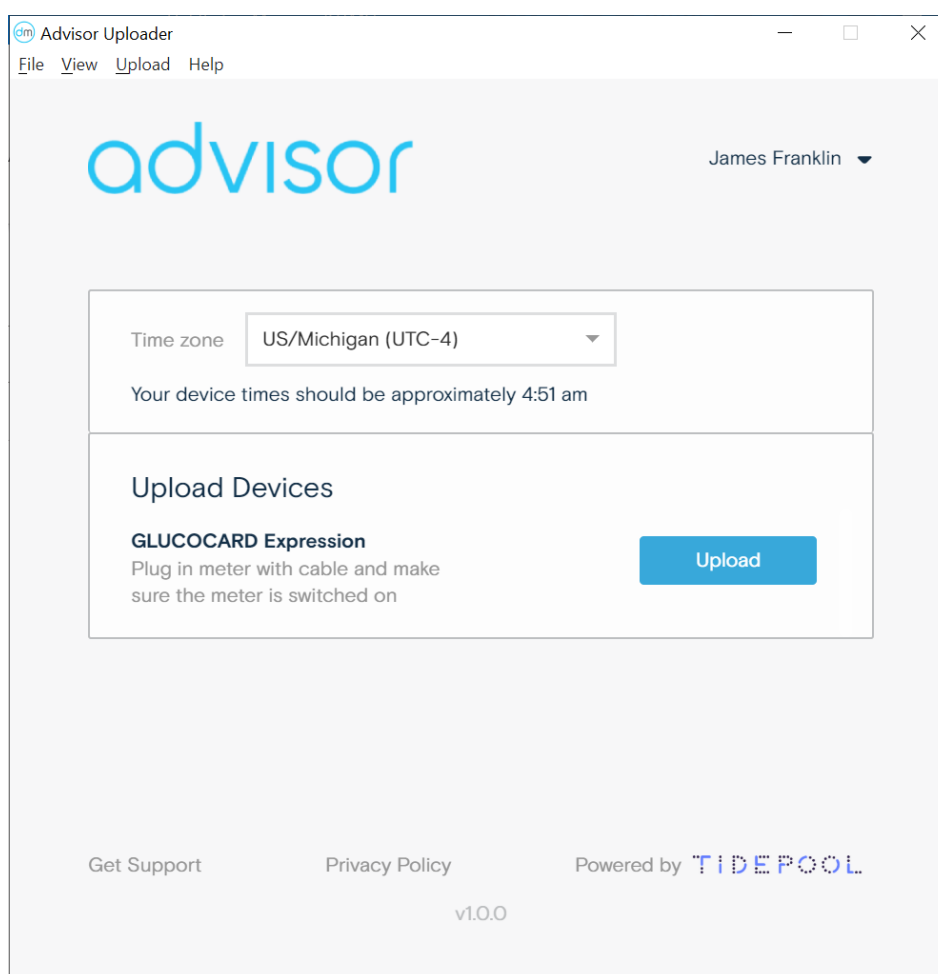 dm Advisor Uploader
File View Upload Help
advisor
James Franklin
Time zone
US/Michigan (UTC-4)
Your device times should be approximately 4:51 am
Upload Devices
GLUCOCARD Expression
Plug in meter with cable and make
sure the meter is switched on
Upload
Get Support
Privacy Policy
Powered by TIDEPOOL
v1.0.0